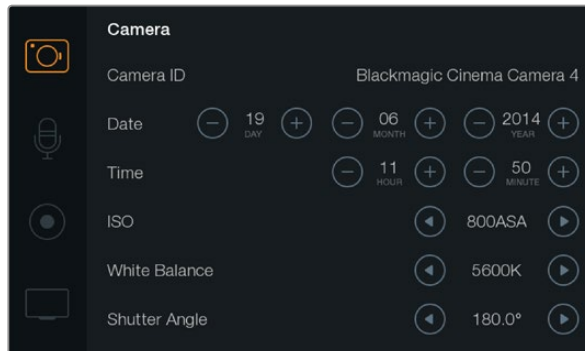 Camera
Camera ID Blackmagic Cinema Camera 4
Date 19 DAY 06 MONTH 2014 YEAR
Time 11 HOUR 50 MINUTE
ISO 800ASA
White Balance 5600K
Shutter Angle 180.0°